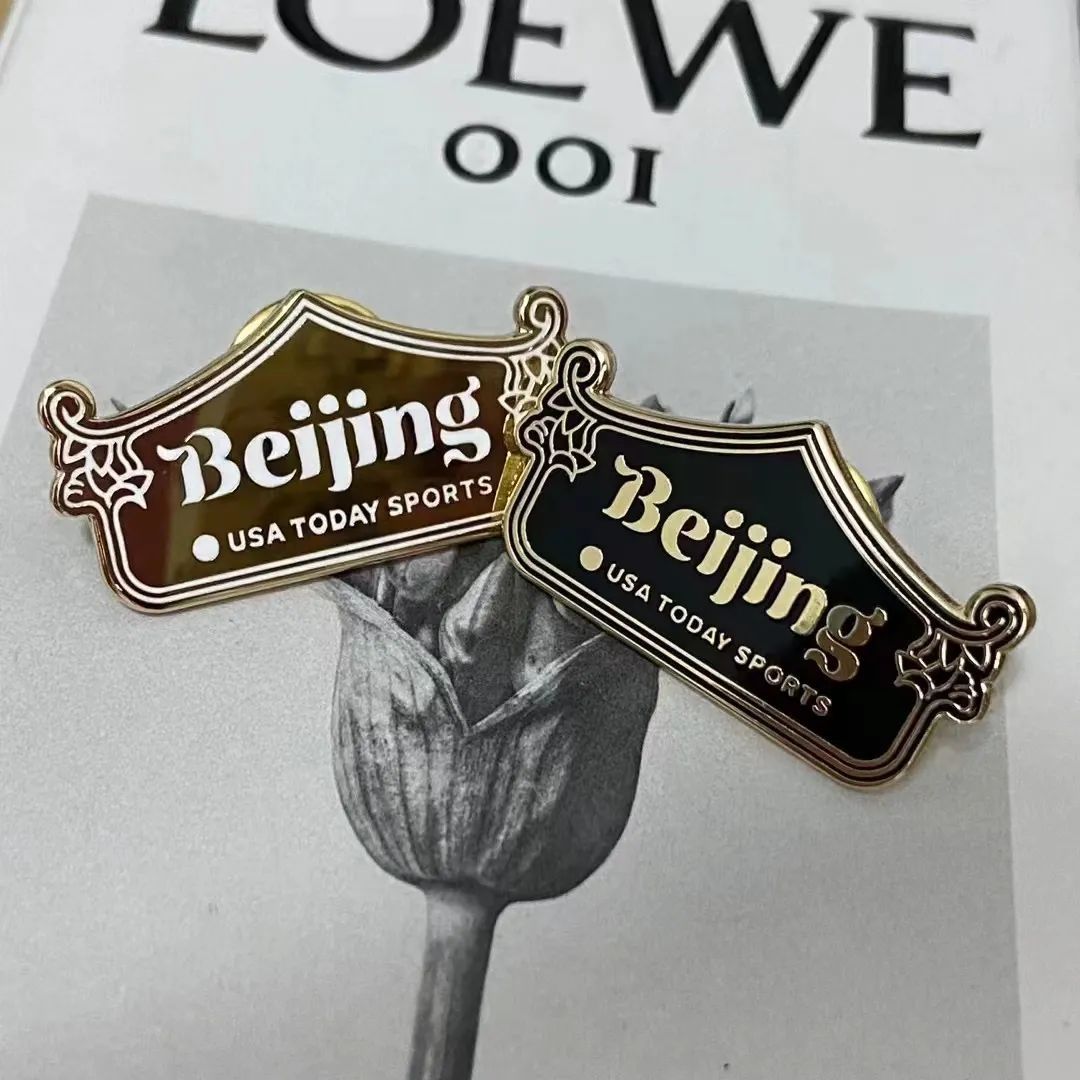 LOEWE
001
Beijing
USA TODAY SPORTS
Beijing
USA TODAY SPORTS